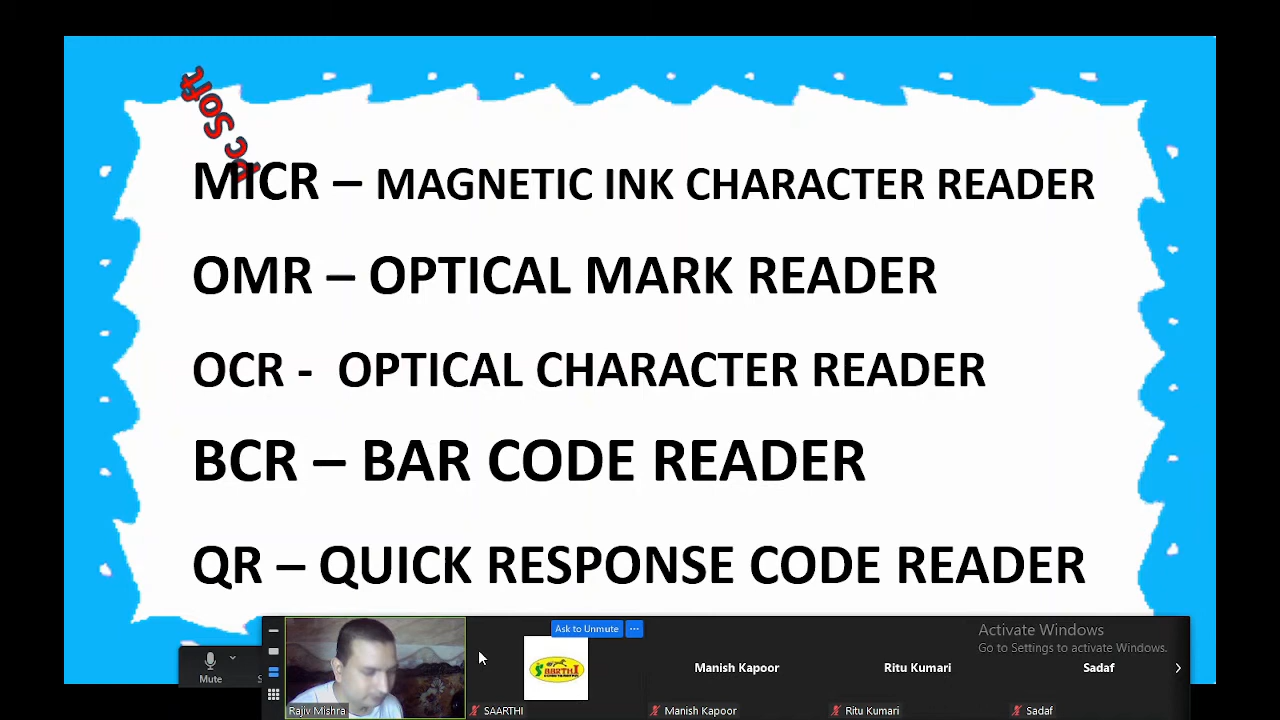 c soft
MICR – MAGNETIC INK CHARACTER READER
OMR – OPTICAL MARK READER
OCR - OPTICAL CHARACTER READER
BCR – BAR CODE READER
QR – QUICK RESPONSE CODE READER
Ask to Unmute ...
Activate Windows
Go to Settings to activate Windows.
SAARTHI
Manish Kapoor
Ritu Kumari
Sadaf
Mute
Rajiv Mishra
SAARTHI
Manish Kapoor
Ritu Kumari
Sadaf